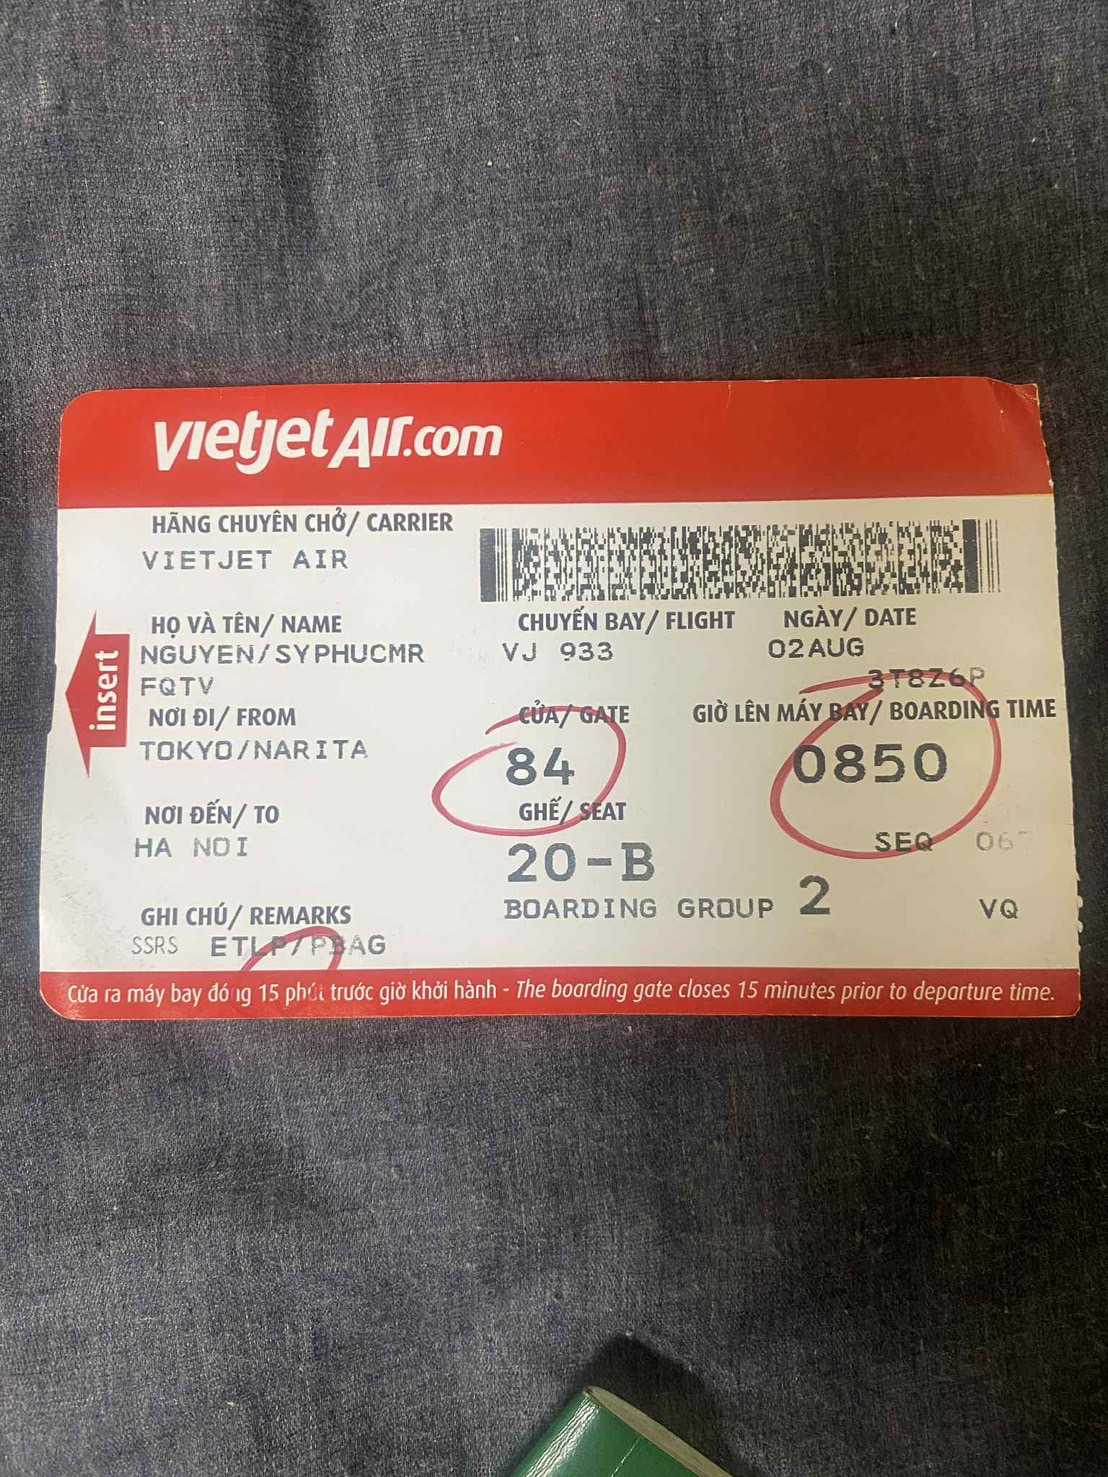 vietjet Air.com
HÃNG CHUYÊN CHỞ/ CARRIER
VIETJET AIR
HỌ VÀ TÊN/ NAME
NGUYEN/SYPHUCMR
FQTV
CHUYẾN BAY/ FLIGHT
VJ 933
NGÀY/ DATE
02AUG
3T8Z6P
insert
NƠI ĐI/ FROM
TOKYO/NARITA
CỬA/ GATE
84
GIỜ LÊN MÁY BAY/ BOARDING TIME
0850
NƠI ĐẾN/ TO
HA NOI
GHẾ/ SEAT
20-B
SEQ
BOARDING GROUP 2
VQ
GHI CHÚ/ REMARKS
SSRS ETLP/PBAG
Cửa ra máy bay đóng 15 phút trước giờ khởi hành - The boarding gate closes 15 minutes prior to departure time.